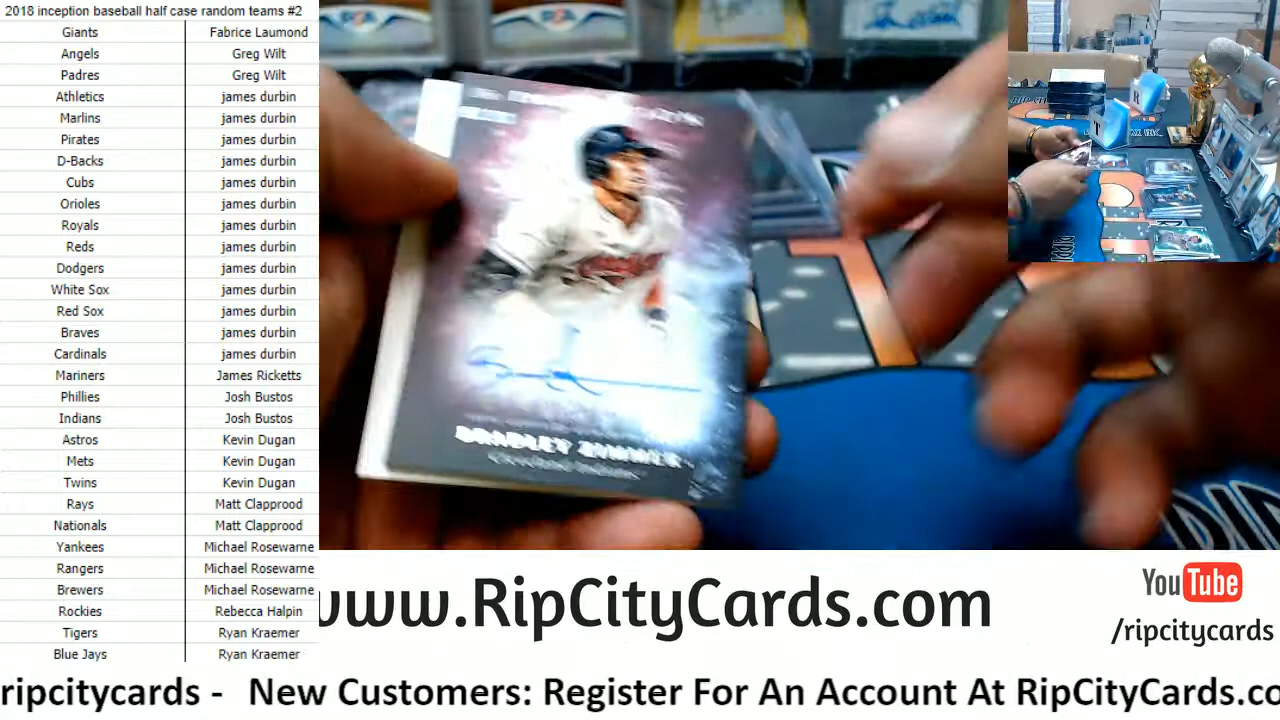 2018 inception baseball half case random teams #2
Giants Fabrice Laumond
Angels Greg Wilt
Padres Greg Wilt
Athletics james durbin
Marlins james durbin
Pirates james durbin
D-Backs james durbin
Cubs james durbin
Orioles james durbin
Royals james durbin
Reds james durbin
Dodgers james durbin
White Sox james durbin
Red Sox james durbin
Braves james durbin
Cardinals james durbin
Mariners James Ricketts
Phillies Josh Bustos
Indians Josh Bustos
Astros Kevin Dugan
Mets Kevin Dugan
Twins Kevin Dugan
Rays Matt Clapprood
Nationals Matt Clapprood
Yankees Michael Rosewarne
Rangers Michael Rosewarne
Brewers Michael Rosewarne
Rockies Rebecca Halpin
Tigers Ryan Kraemer
Blue Jays Ryan Kraemer
BRADLEY ZIMMER
www.RipCityCards.com
YouTube
/ripcitycards
ripcitycards - New Customers: Register For An Account At RipCityCards.co